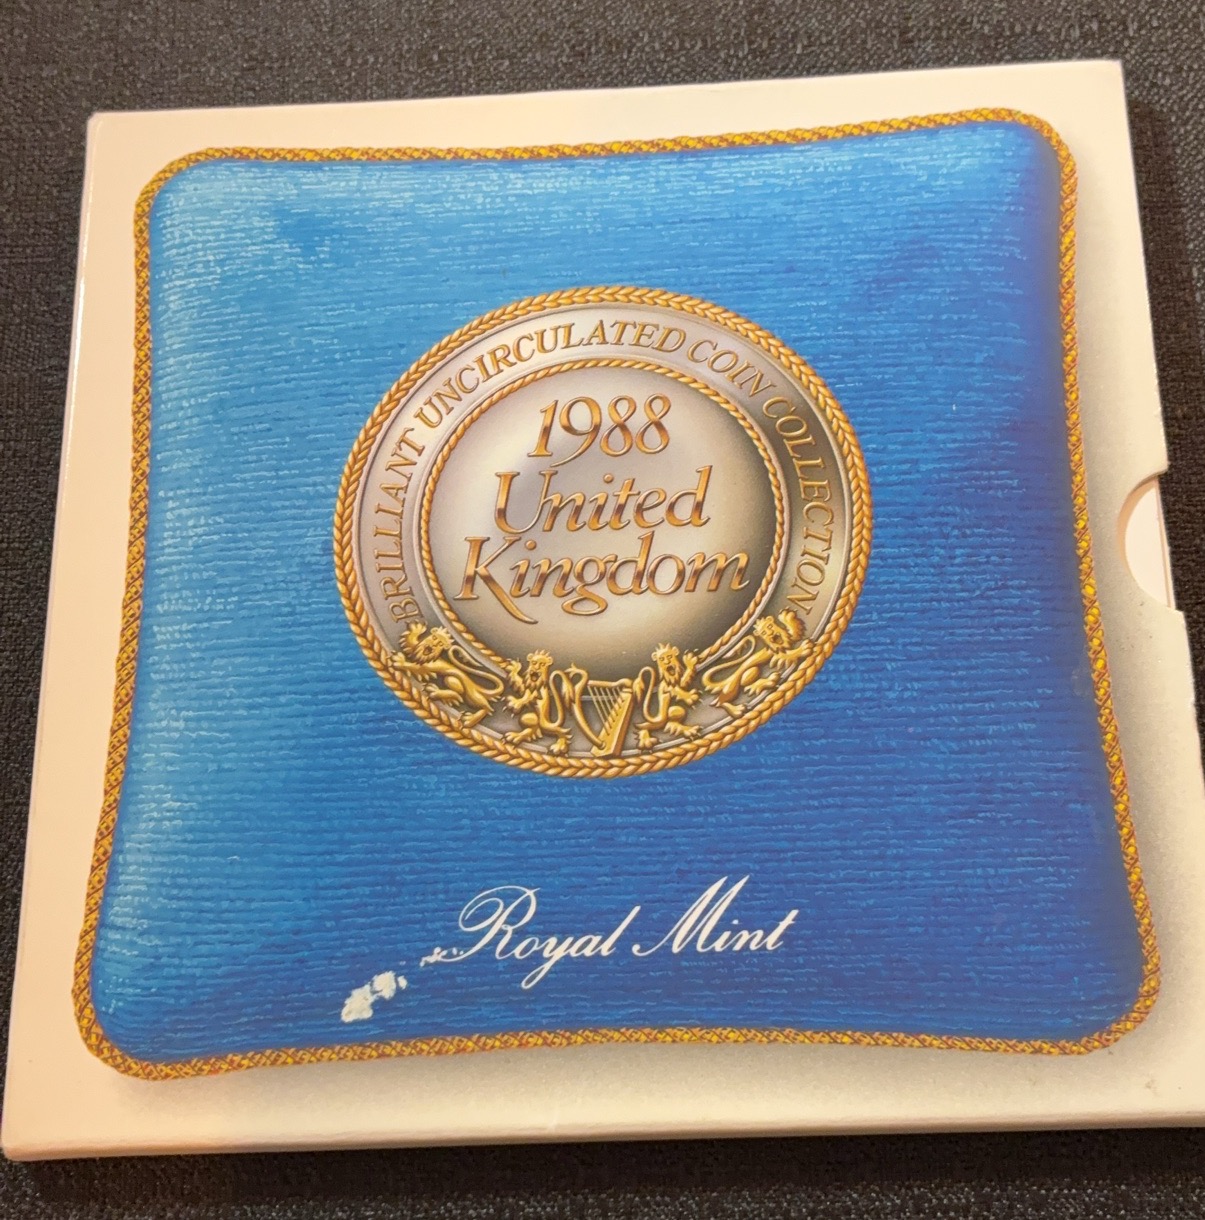 BRILLIANT UNCIRCULATED COIN COLLECTION
1988
United
Kingdom
Royal Mint